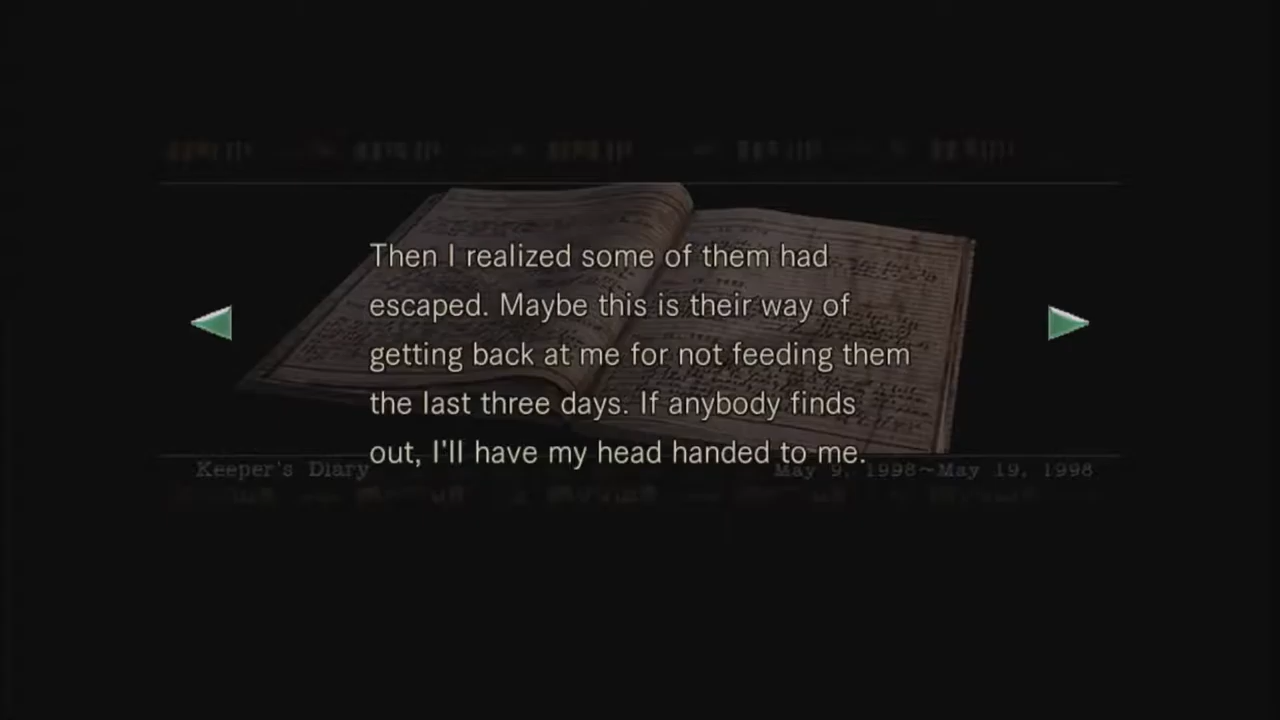 Then I realized some of them had
escaped. Maybe this is their way of
getting back at me for not feeding them
the last three days. If anybody finds
out, I'll have my head handed to me.
Keeper's Diary
May 9, 1998~May 19, 1998